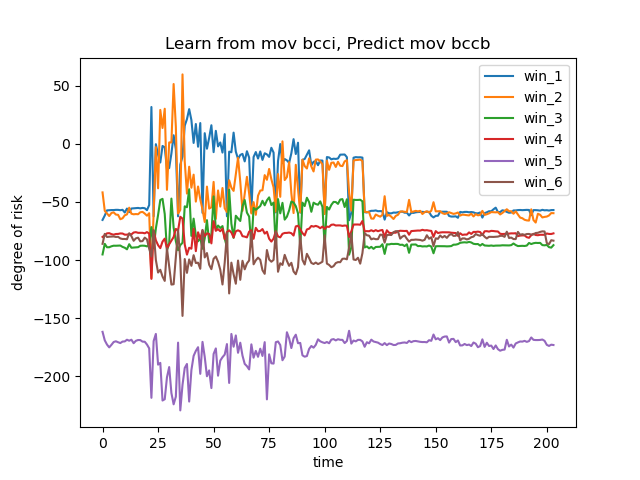 Learn from mov bcci, Predict mov bccb
degree of risk
50
0
−50
−100
−150
−200
0 25 50 75 100 125 150 175 200
time
win_1
win_2
win_3
win_4
win_5
win_6